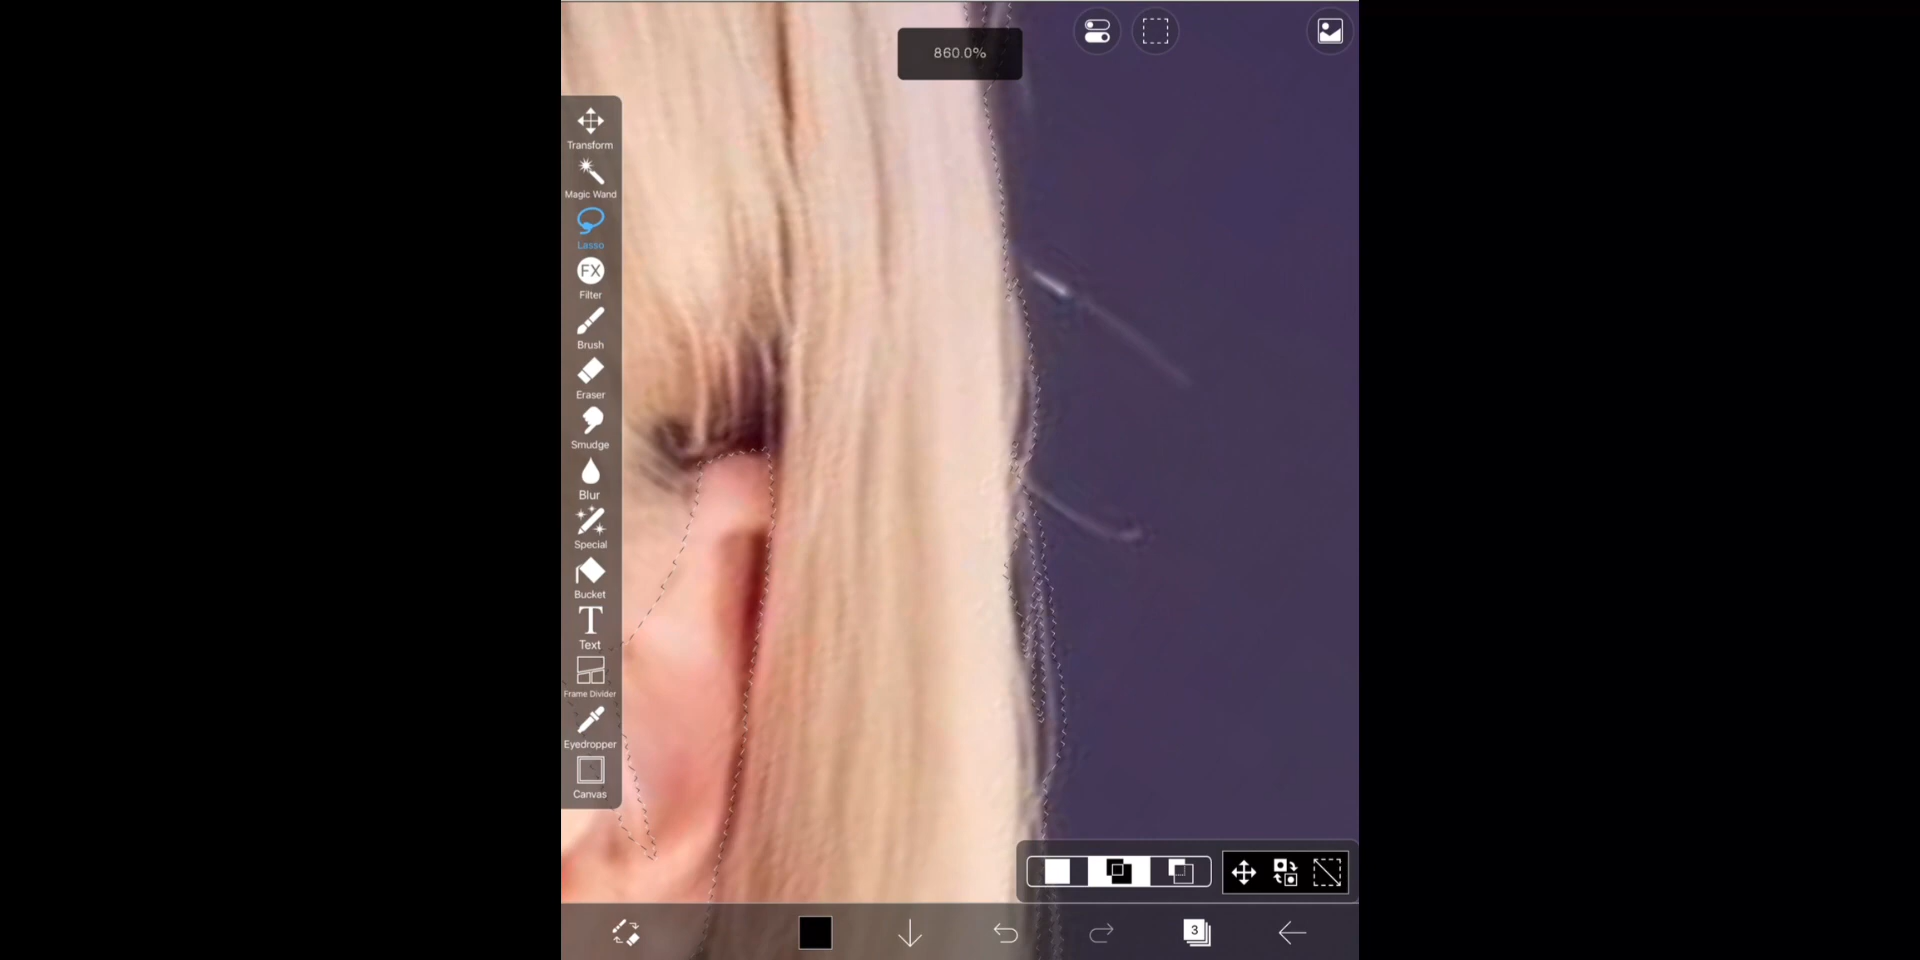 860.0%
Transform
Magic Wand
Lasso
FX
Filter
Brush
Eraser
Smudge
Blur
Special
Bucket
T
Text
Frame Divider
Eyedropper
Canvas
3